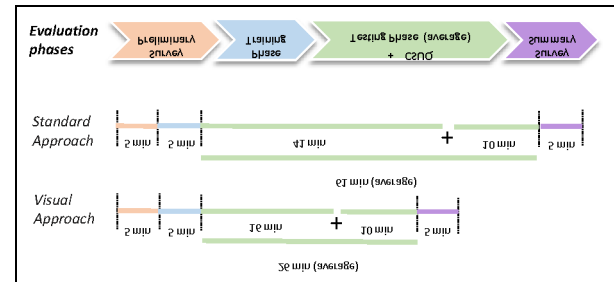 Evaluation
phases
Preliminary
Survey
Training
Phase
Testing Phase (average)
+ CSUQ
Summary
Survey
Standard
Approach
5 min 5 min 41 min + 10 min 5 min
61 min (average)
Visual
Approach
5 min 5 min 16 min + 10 min 5 min
26 min (average)